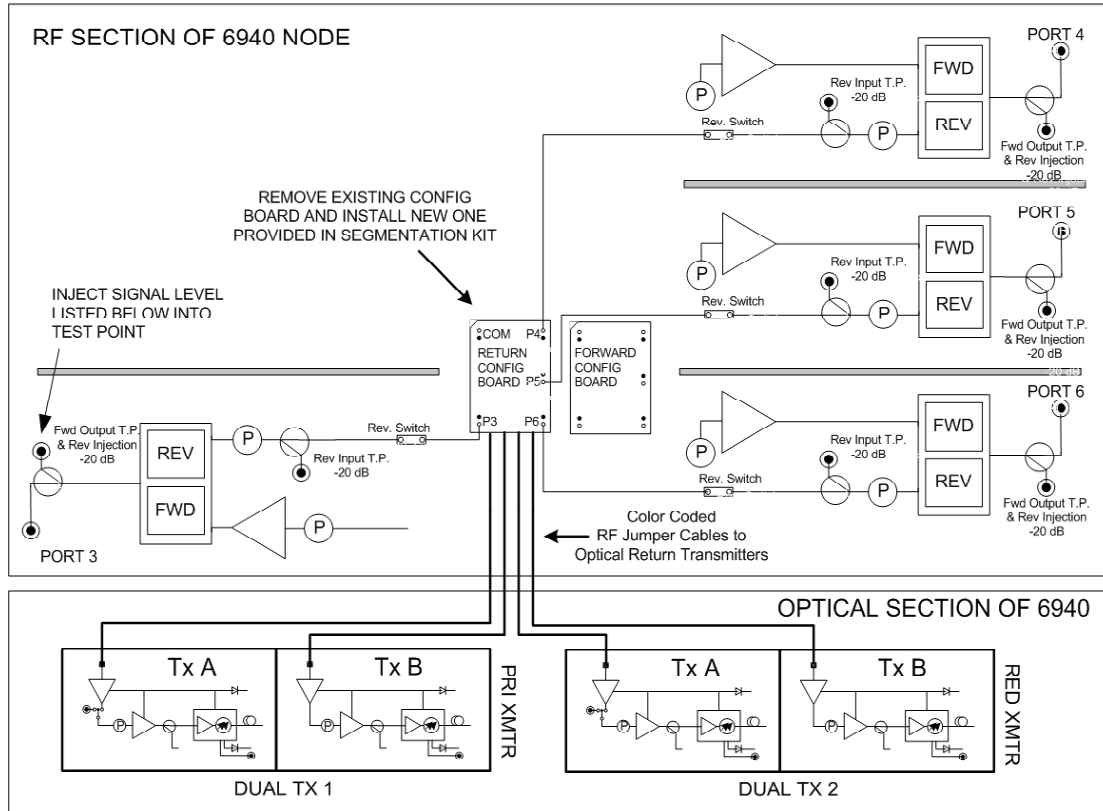 RF SECTION OF 6940 NODE
PORT 4
FWD
REV
P
Rev Input T.P.
-20 dB
Rev. Switch
P
Fwd Output T.P.
& Rev Injection
-20 dB
REMOVE EXISTING CONFIG
BOARD AND INSTALL NEW ONE
PROVIDED IN SEGMENTATION KIT
PORT 5
FWD
REV
P
Rev Input T.P.
-20 dB
Rev. Switch
P
Fwd Output T.P.
& Rev Injection
-20 dB
INJECT SIGNAL LEVEL
LISTED BELOW INTO
TEST POINT
COM P4
RETURN
CONFIG
BOARD P5
P3 P6
FORWARD
CONFIG
BOARD
PORT 6
FWD
REV
P
Rev Input T.P.
-20 dB
Rev. Switch
P
Fwd Output T.P.
& Rev Injection
-20 dB
Fwd Output T.P.
& Rev Injection
-20 dB
REV
FWD
P
Rev. Switch
Rev Input T.P.
-20 dB
P
PORT 3
Color Coded
RF Jumper Cables to
Optical Return Transmitters
OPTICAL SECTION OF 6940
Tx A
P
Tx B
P
PRI XMTR
DUAL TX 1
Tx A
P
Tx B
P
RED XMTR
DUAL TX 2